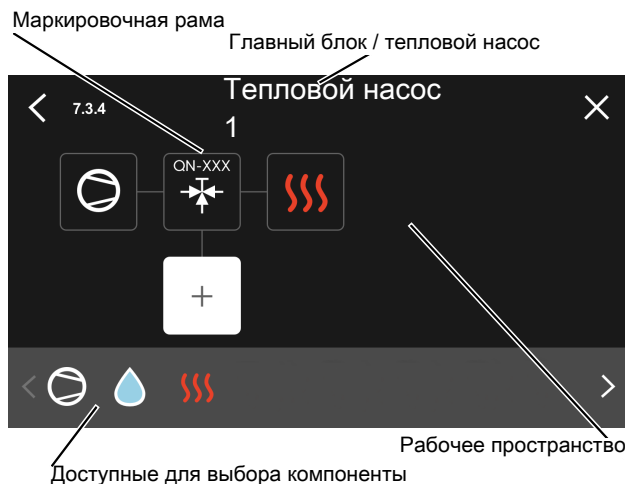 Маркировочная рама
Главный блок / тепловой насос
Тепловой насос
7.3.4
1
QN-XXX
Рабочее пространство
Доступные для выбора компоненты